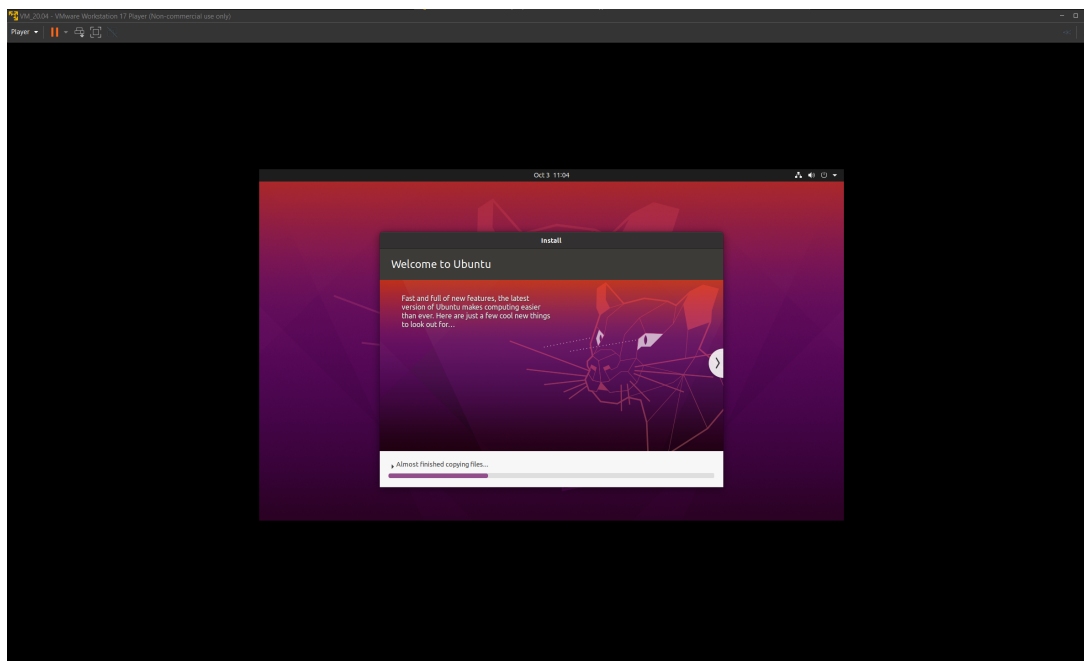 VM_20.04 - VMware Workstation 17 Player (Non-commercial use only)
Player
Oct 3 11:04
Install
Welcome to Ubuntu
Fast and full of new features, the latest
version of Ubuntu makes computing easier
than ever. Here are just a few cool new things
to look out for...
Almost finished copying files...